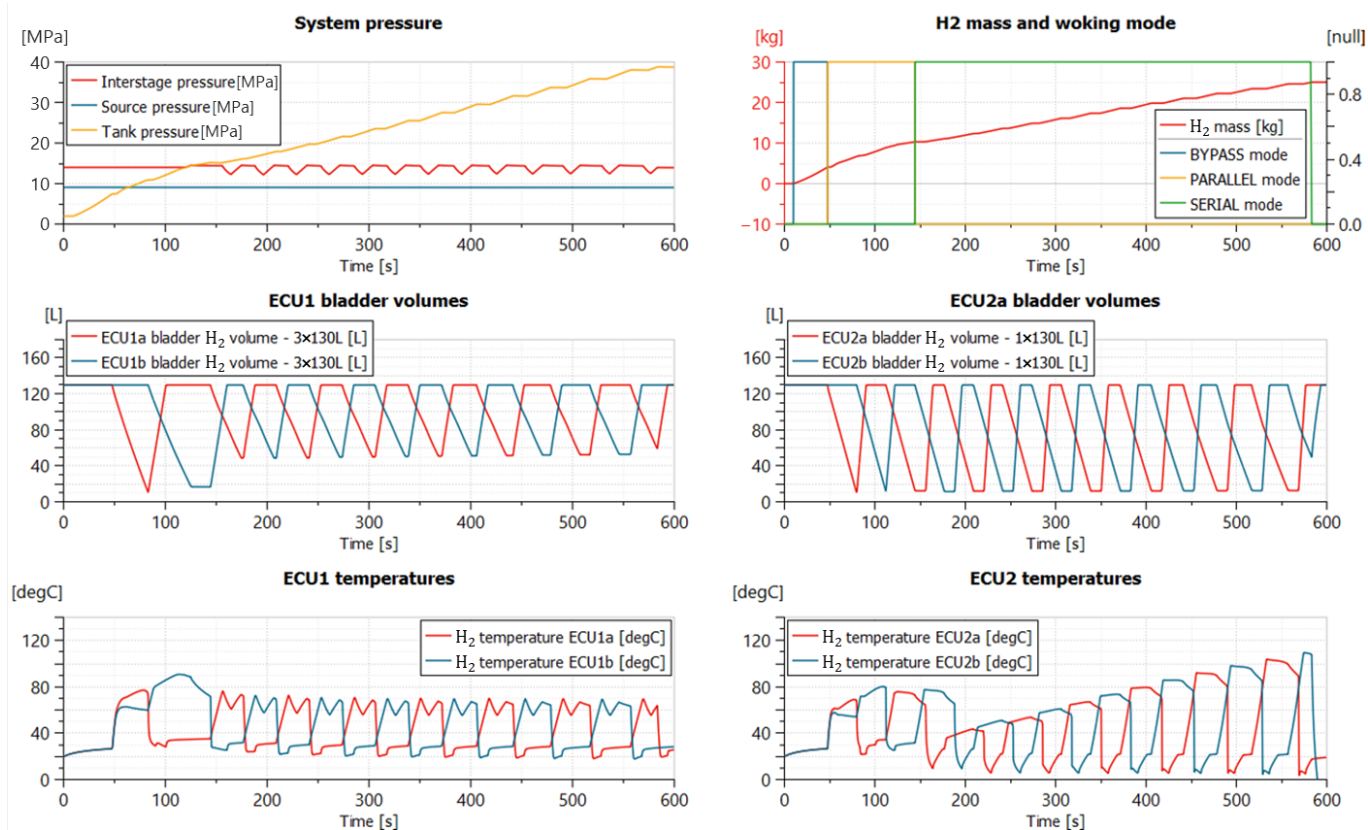 System pressure
[MPa]
40
30
20
10
0
Interstage pressure[MPa]
Source pressure[MPa]
Tank pressure[MPa]
0 100 200 300 400 500 600
Time [s]
H2 mass and woking mode
[kg]
[null]
30
20
10
0
−10
0.8
0.4
0.0
H₂ mass [kg]
BYPASS mode
PARALLEL mode
SERIAL mode
0 100 200 300 400 500 600
Time [s]
ECU1 bladder volumes
[L]
160
120
80
40
0
ECU1a bladder H₂ volume - 3×130L [L]
ECU1b bladder H₂ volume - 3×130L [L]
0 100 200 300 400 500 600
Time [s]
ECU2a bladder volumes
[L]
160
120
80
40
0
ECU2a bladder H₂ volume - 1×130L [L]
ECU2b bladder H₂ volume - 1×130L [L]
0 100 200 300 400 500 600
Time [s]
ECU1 temperatures
[degC]
120
80
40
0
H₂ temperature ECU1a [degC]
H₂ temperature ECU1b [degC]
0 100 200 300 400 500 600
Time [s]
ECU2 temperatures
[degC]
120
80
40
0
H₂ temperature ECU2a [degC]
H₂ temperature ECU2b [degC]
0 100 200 300 400 500 600
Time [s]